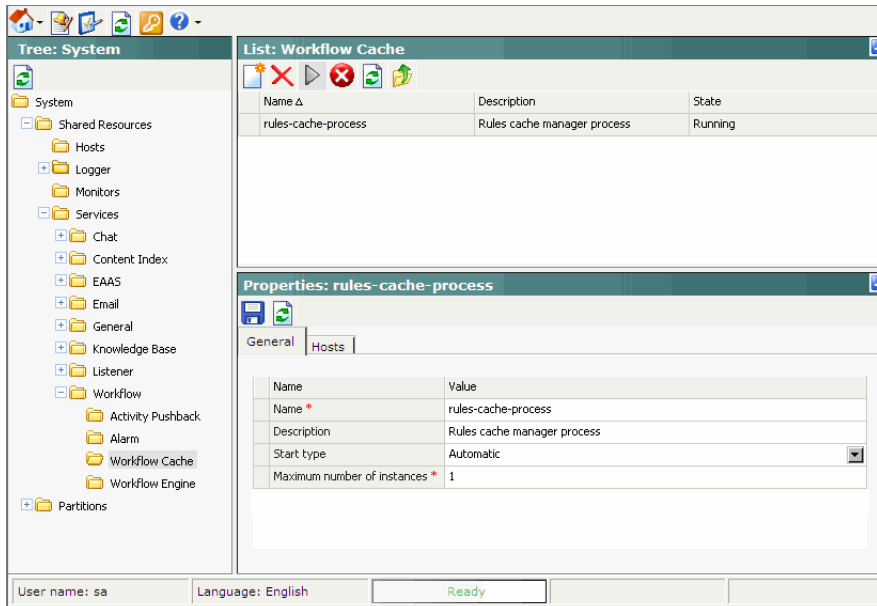 Tree: System
System
Shared Resources
Hosts
Logger
Monitors
Services
Chat
Content Index
EAAS
Email
General
Knowledge Base
Listener
Workflow
Activity Pushback
Alarm
Workflow Cache
Workflow Engine
Partitions
List: Workflow Cache
Name Description State
rules-cache-process Rules cache manager process Running
Properties: rules-cache-process
General Hosts
Name Value
Name * rules-cache-process
Description Rules cache manager process
Start type Automatic
Maximum number of instances * 1
User name: sa Language: English Ready